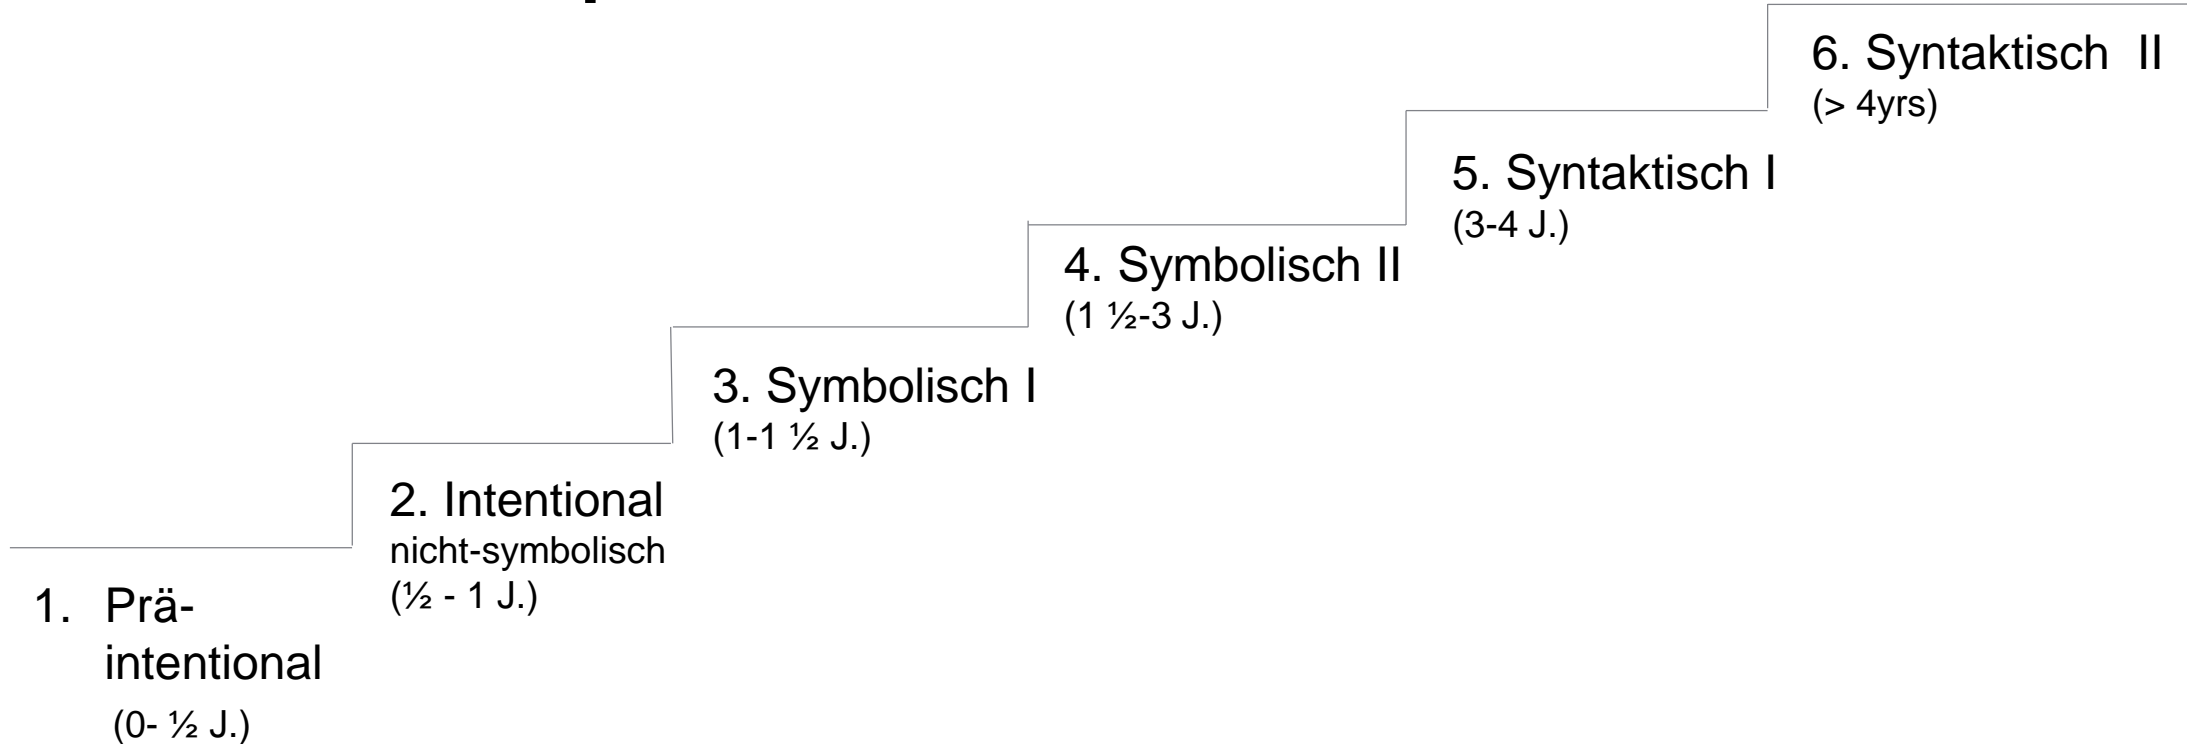 1. Prä-
intentional
(0- ½ J.)
2. Intentional
nicht-symbolisch
(½ - 1 J.)
3. Symbolisch I
(1-1 ½ J.)
4. Symbolisch II
(1 ½-3 J.)
5. Syntaktisch I
(3-4 J.)
6. Syntaktisch II
(> 4yrs)